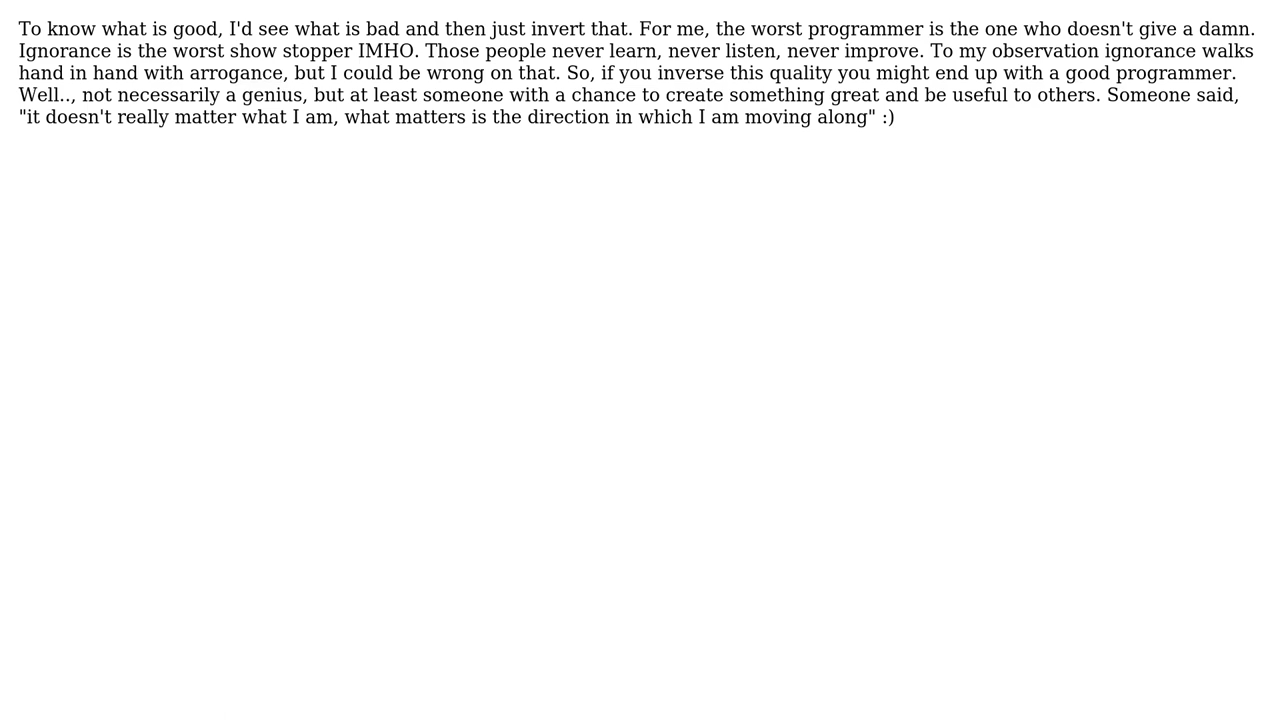 To know what is good, I'd see what is bad and then just invert that. For me, the worst programmer is the one who doesn't give a damn.
Ignorance is the worst show stopper IMHO. Those people never learn, never listen, never improve. To my observation ignorance walks
hand in hand with arrogance, but I could be wrong on that. So, if you inverse this quality you might end up with a good programmer.
Well.., not necessarily a genius, but at least someone with a chance to create something great and be useful to others. Someone said,
"it doesn't really matter what I am, what matters is the direction in which I am moving along" :)